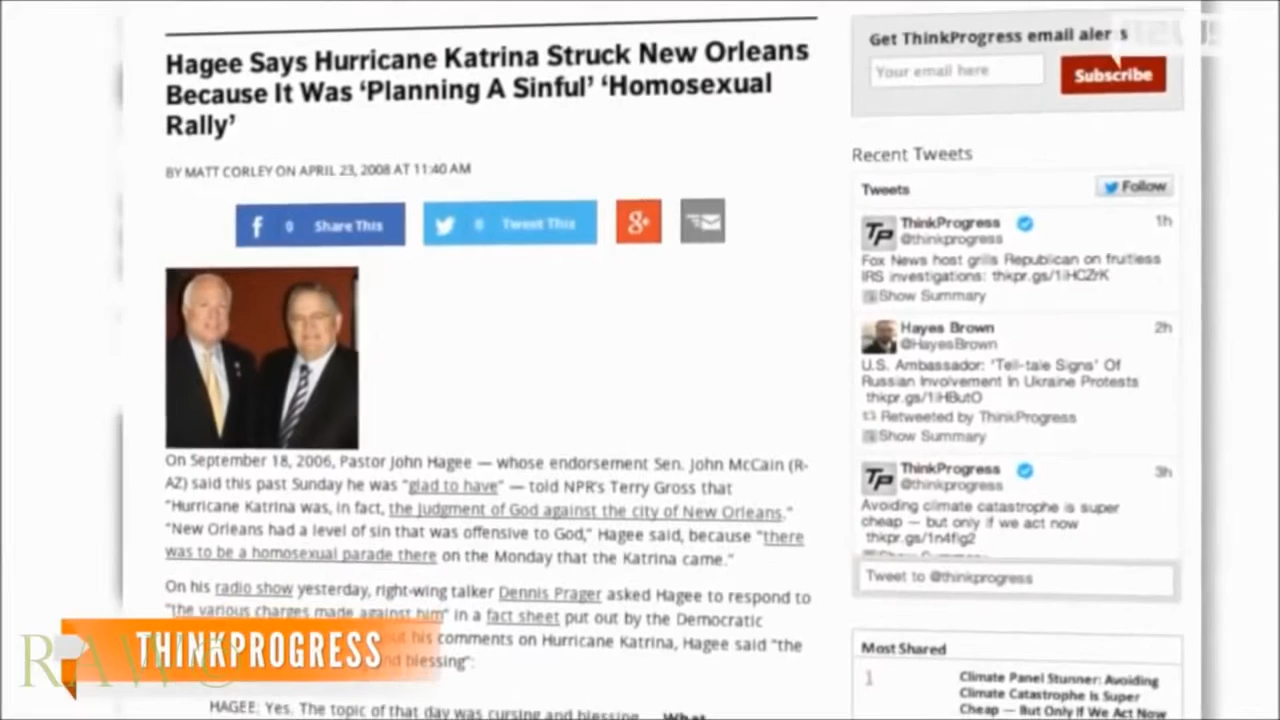 Hagee Says Hurricane Katrina Struck New Orleans
Because It Was ‘Planning A Sinful’ ‘Homosexual
Rally’
BY MATT CORLEY ON APRIL 23, 2008 AT 11:40 AM
0 Share This
0 Tweet This
On September 18, 2006, Pastor John Hagee — whose endorsement Sen. John McCain (R-
AZ) said this past Sunday he was "glad to have" — told NPR's Terry Gross that
"Hurricane Katrina was, in fact, the judgment of God against the city of New Orleans."
"New Orleans had a level of sin that was offensive to God," Hagee said, because "there
was to be a homosexual parade there on the Monday that the Katrina came."
On his radio show yesterday, right-wing talker Dennis Prager asked Hagee to respond to
"the various charges made against him" in a fact sheet put out by the Democratic
his comments on Hurricane Katrina, Hagee said "the
blessing":
HAGEE: Yes. The topic of that day was cursing and blessing. ... What
THINKPROGRESS
Get ThinkProgress email alerts
Your email here
Subscribe
Recent Tweets
Tweets
Follow
TP ThinkProgress 1h
@thinkprogress
Fox News host grills Republican on fruitless
IRS investigations: thkpr.gs/1iHCZrK
Show Summary
Hayes Brown 2h
@HayesBrown
U.S. Ambassador: 'Tell-tale Signs' Of
Russian Involvement In Ukraine Protests
thkpr.gs/1iHButO
Retweeted by ThinkProgress
Show Summary
TP ThinkProgress 3h
@thinkprogress
Avoiding climate catastrophe is super
cheap — but only if we act now
thkpr.gs/1n4fig2
Show Summary
Tweet to @thinkprogress
Most Shared
1
Climate Panel Stunner: Avoiding
Climate Catastrophe Is Super
Cheap — But Only If We Act Now